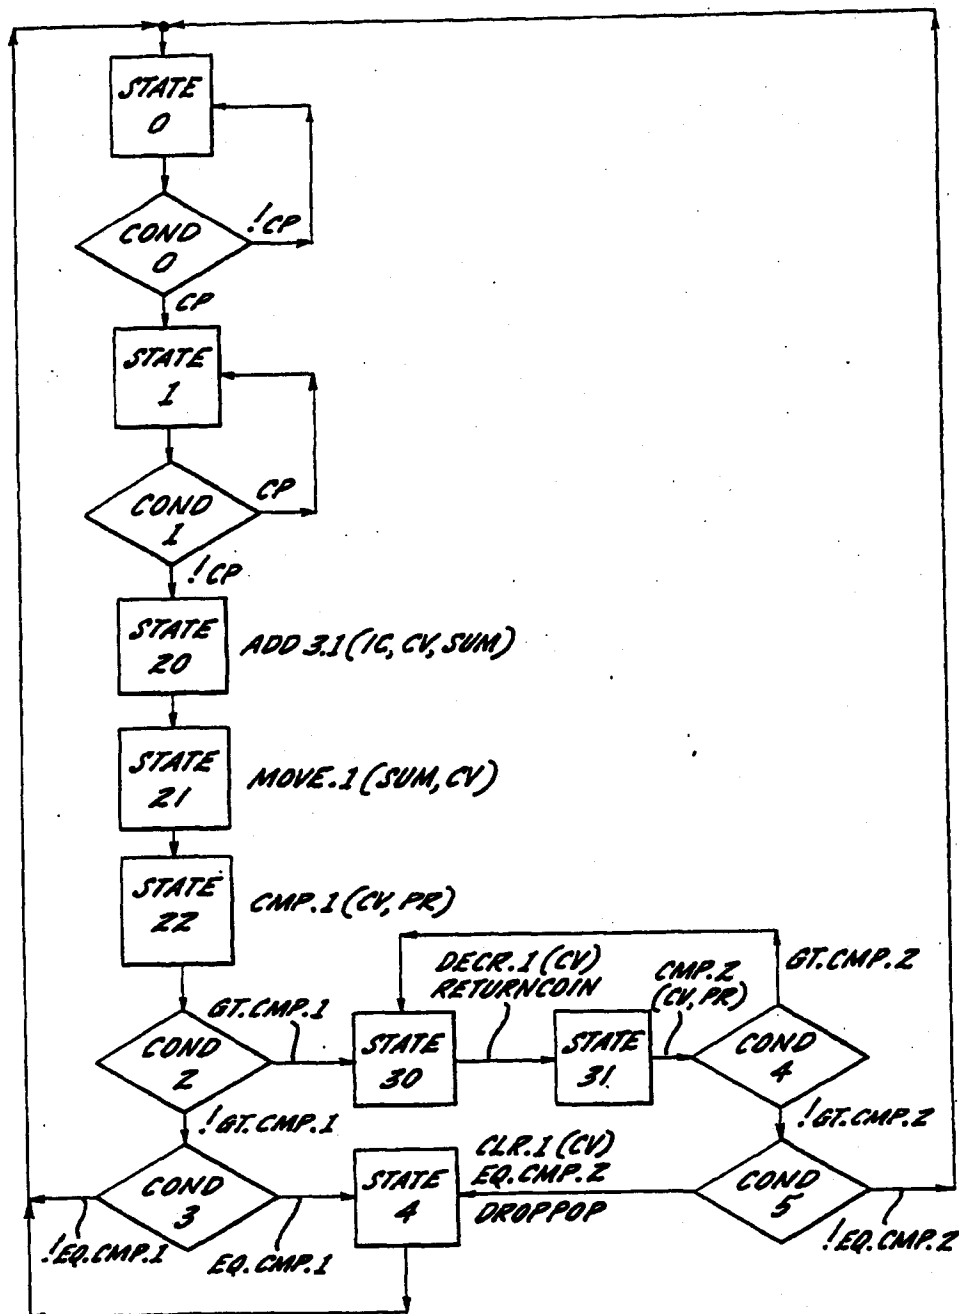 STATE
0
COND
0
!CP
CP
STATE
1
COND
1
CP
!CP
STATE
20
ADD 3.1 (IC, CV, SUM)
STATE
21
MOVE.1 (SUM, CV)
STATE
22
CMP.1 (CV, PR)
COND
2
GT.CMP.1
STATE
30
DECR.1 (CV)
RETURNCOIN
STATE
31
CMP.2
(CV, PR)
COND
4
GT.CMP.2
!GT.CMP.1
!GT.CMP.2
COND
3
!EQ.CMP.1
EQ.CMP.1
STATE
4
CLR.1 (CV)
EQ.CMP.2
DROPPOP
COND
5
!EQ.CMP.2